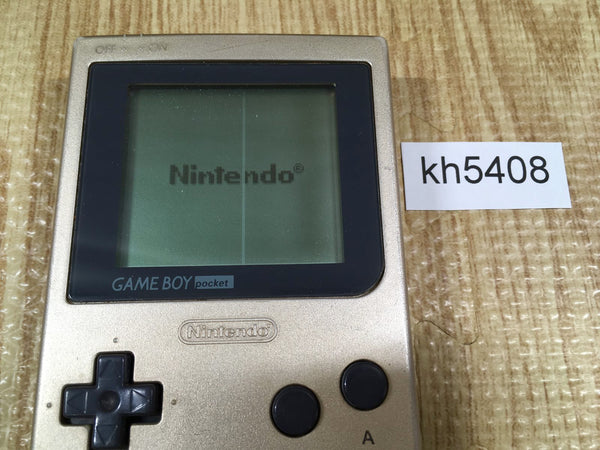 OFF ON
Nintendo©
kh5408
GAME BOY pocket
Nintendo
A